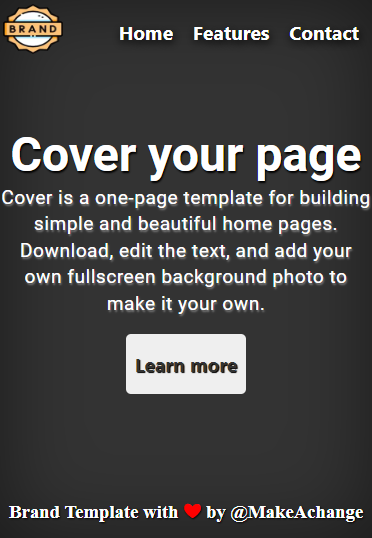 BRAND
Home Features Contact
Cover your page
Cover is a one-page template for building
simple and beautiful home pages.
Download, edit the text, and add your
own fullscreen background photo to
make it your own.
Learn more
Brand Template with ❤ by @MakeAchange